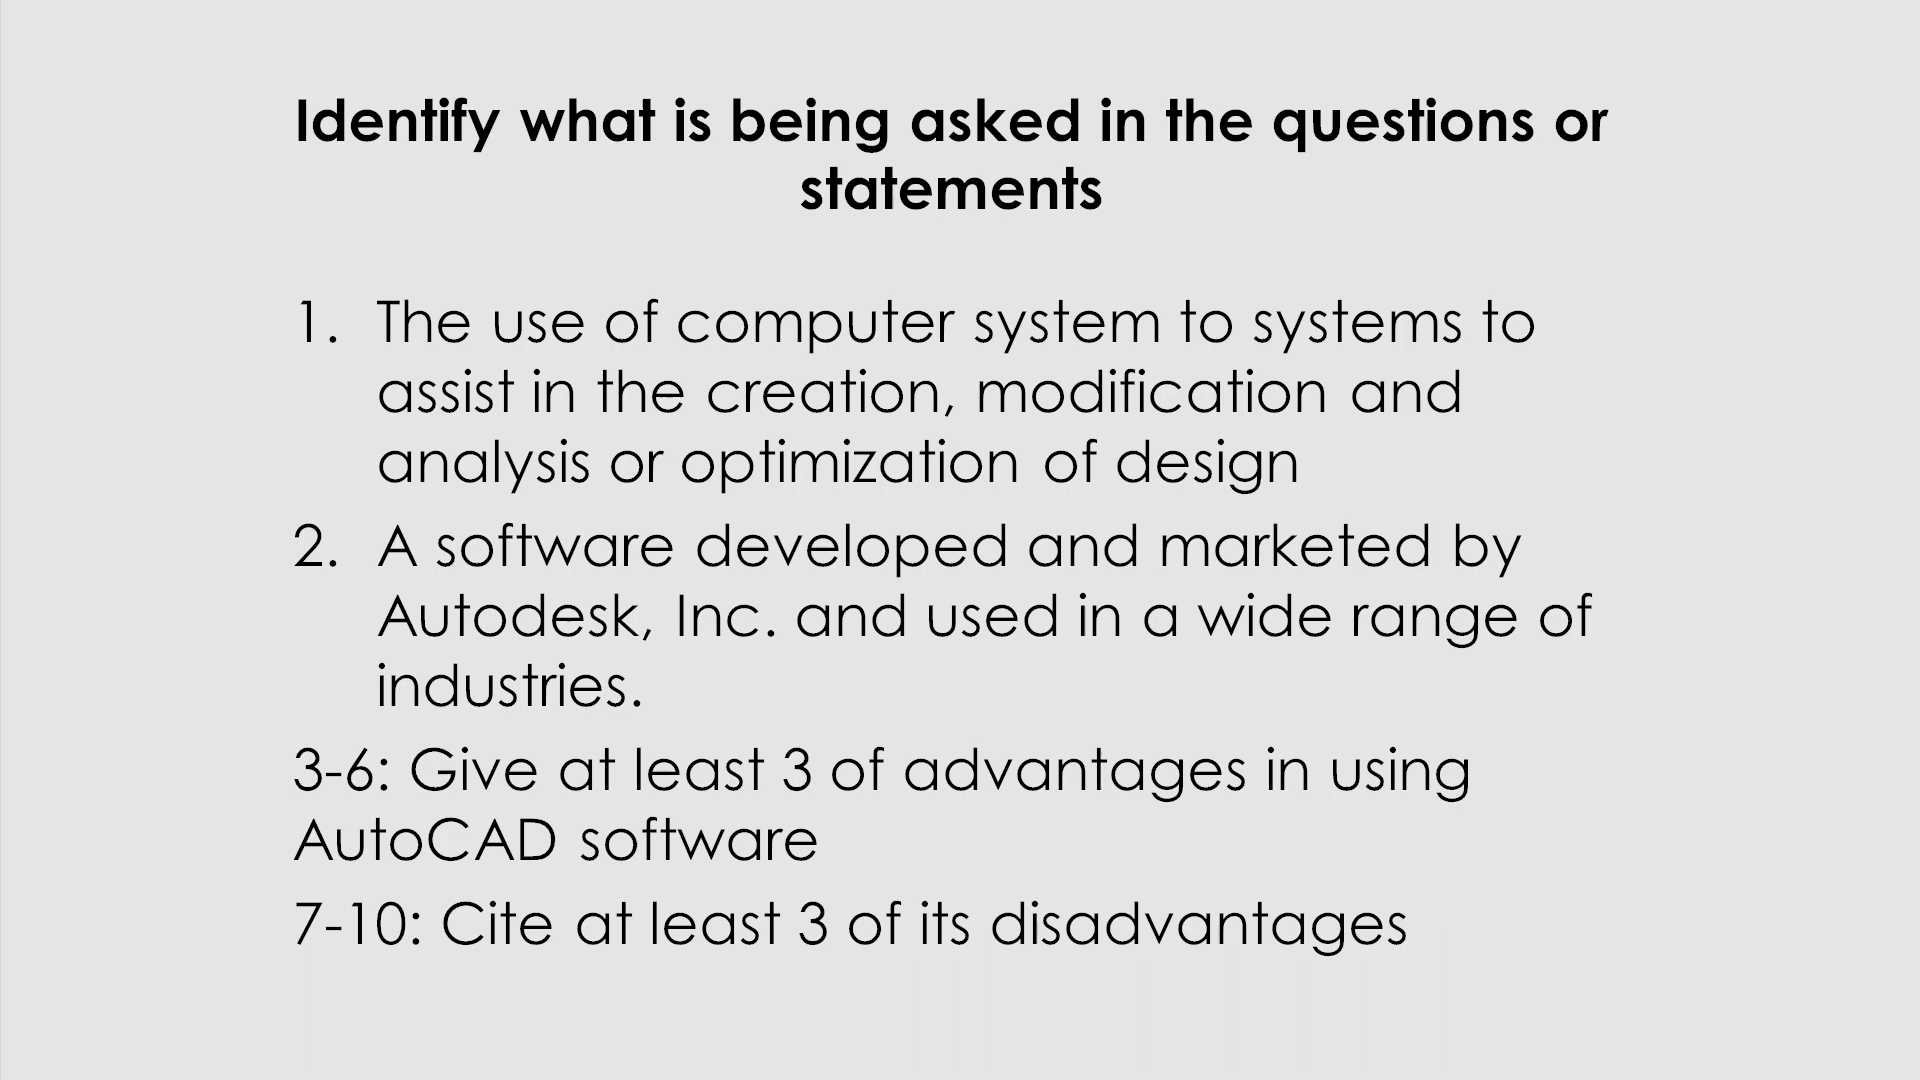 Identify what is being asked in the questions or
statements
1. The use of computer system to systems to
assist in the creation, modification and
analysis or optimization of design
2. A software developed and marketed by
Autodesk, Inc. and used in a wide range of
industries.
3-6: Give at least 3 of advantages in using
AutoCAD software
7-10: Cite at least 3 of its disadvantages